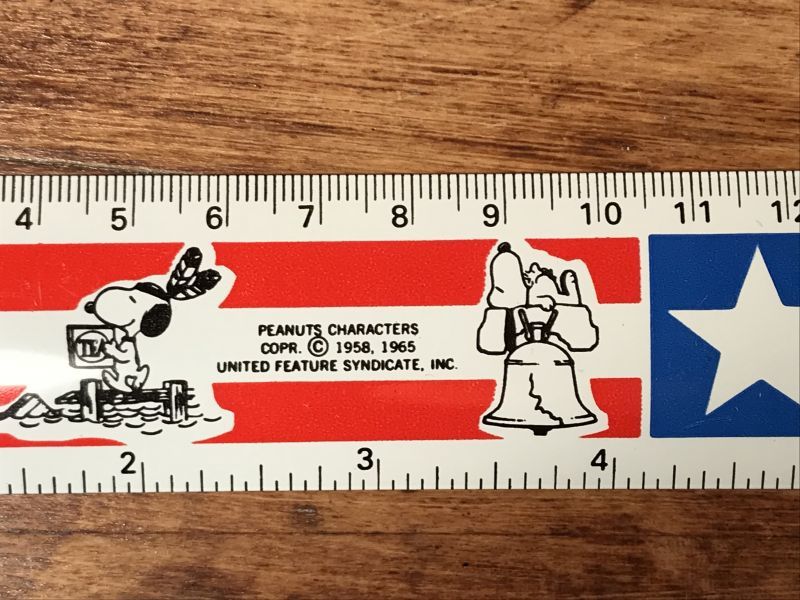 4 5 6 7 8 9 10 11 12
TEA
PEANUTS CHARACTERS
COPR. © 1958, 1965
UNITED FEATURE SYNDICATE, INC.
2 3 4